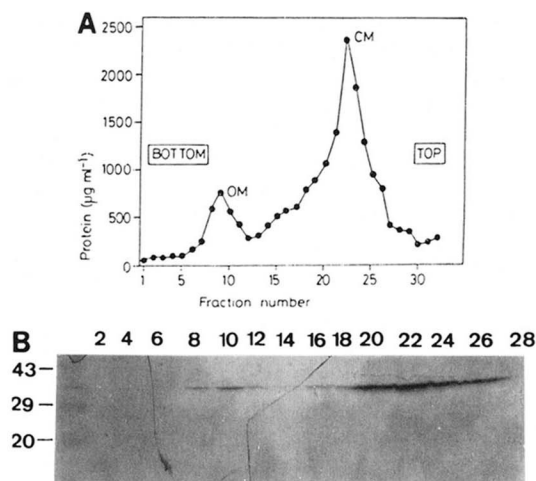 A
2500
CM
2000
Protein (µg ml⁻¹)
1500
BOTTOM
TOP
1000
OM
500
0
1 5 10 15 20 25 30
Fraction number
B 2 4 6 8 10 12 14 16 18 20 22 24 26 28
43
29
20